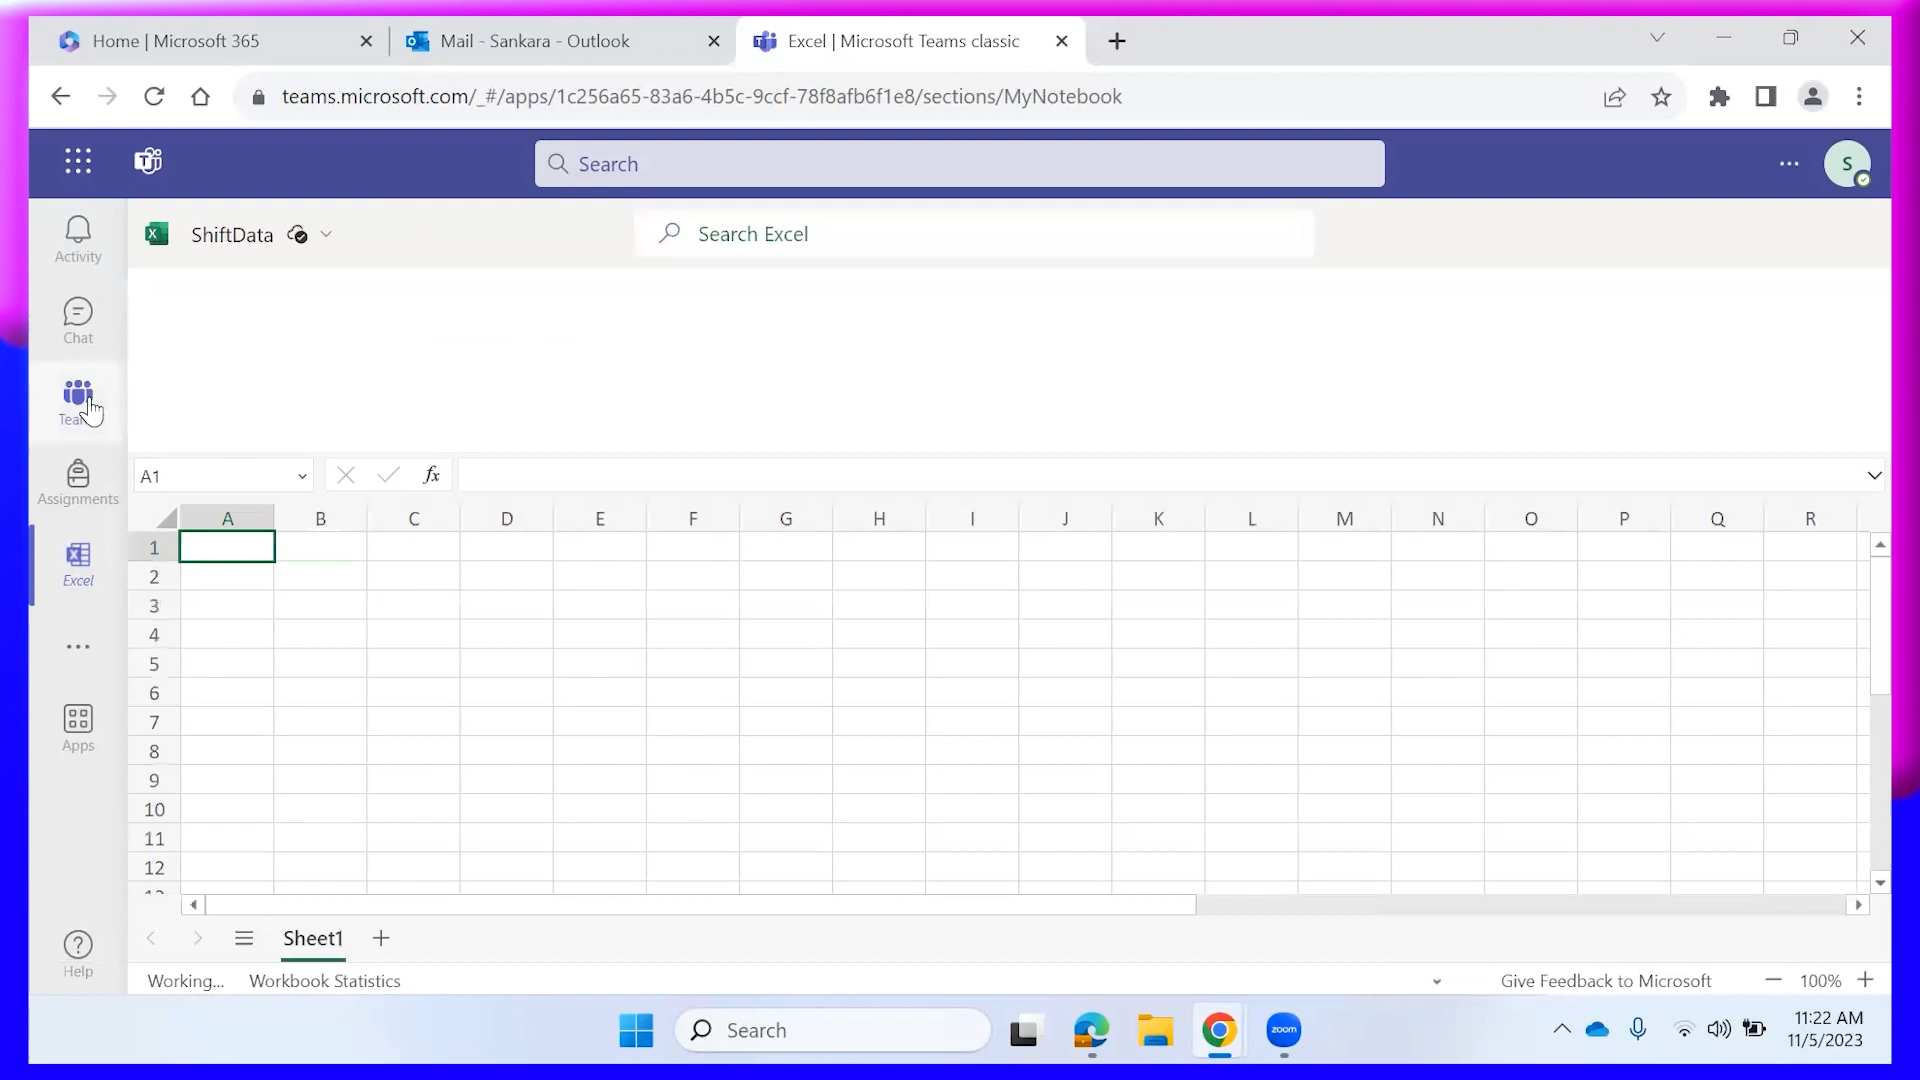 Home | Microsoft 365
Mail - Sankara - Outlook
Excel | Microsoft Teams classic
teams.microsoft.com/_#/apps/1c256a65-83a6-4b5c-9ccf-78f8afb6f1e8/sections/MyNotebook
Search
S
Activity
Chat
Assignments
Excel
Apps
Help
ShiftData
Search Excel
A1
fx
A B C D E F G H I J K L M N O P Q R
1
2
3
4
5
6
7
8
9
10
11
12
Sheet1
Working... Workbook Statistics
Give Feedback to Microsoft
100%
Search
zoom
11:22 AM
11/5/2023